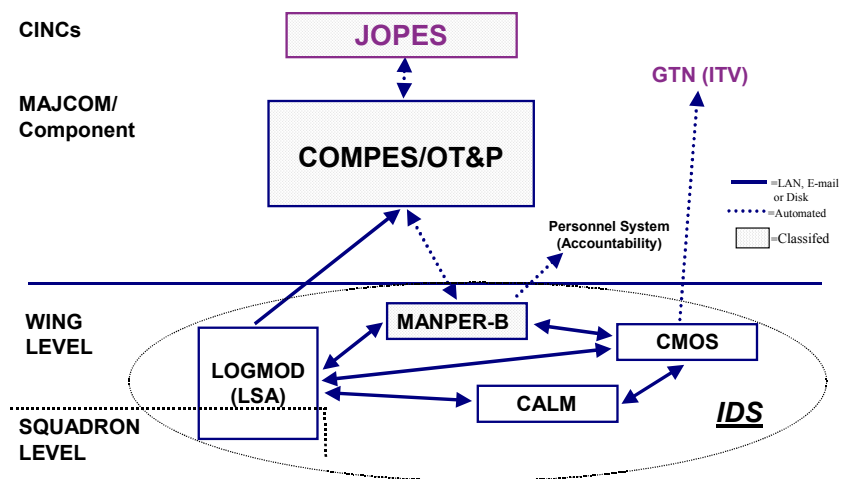 CINCs
JOPES
GTN (ITV)
MAJCOM/
Component
COMPES/OT&P
=LAN, E-mail
or Disk
=Automated
=Classifed
Personnel System
(Accountability)
WING
LEVEL
MANPER-B
CMOS
LOGMOD
(LSA)
CALM
IDS
SQUADRON
LEVEL